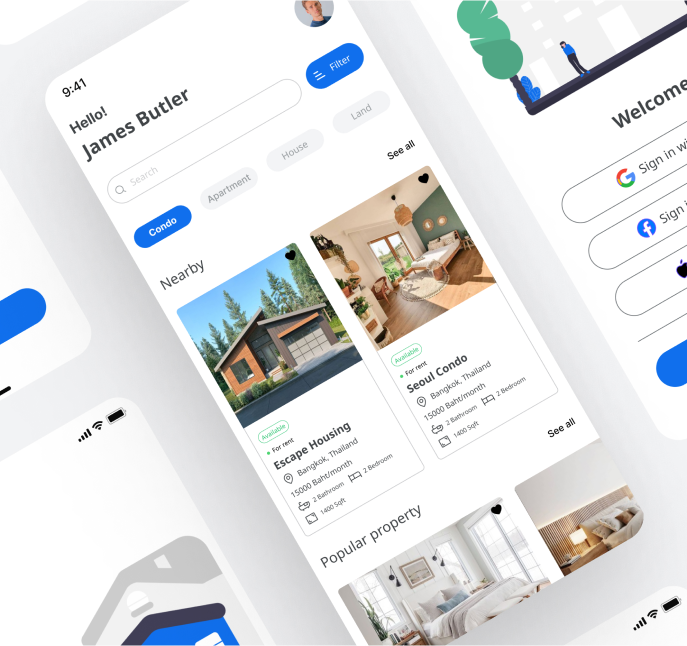 9:41
Hello!
James Butler
Search
Filter
Condo
Apartment
House
Land
Nearby
See all
Available
For rent
Escape Housing
Bangkok, Thailand
15000 Baht/month
2 Bathroom
2 Bedroom
1400 Sqft
Available
For rent
Seoul Condo
Bangkok, Thailand
15000 Baht/month
2 Bathroom
2 Bedroom
1400 Sqft
Popular property
See all
Welcome
Sign in wi
Sign i